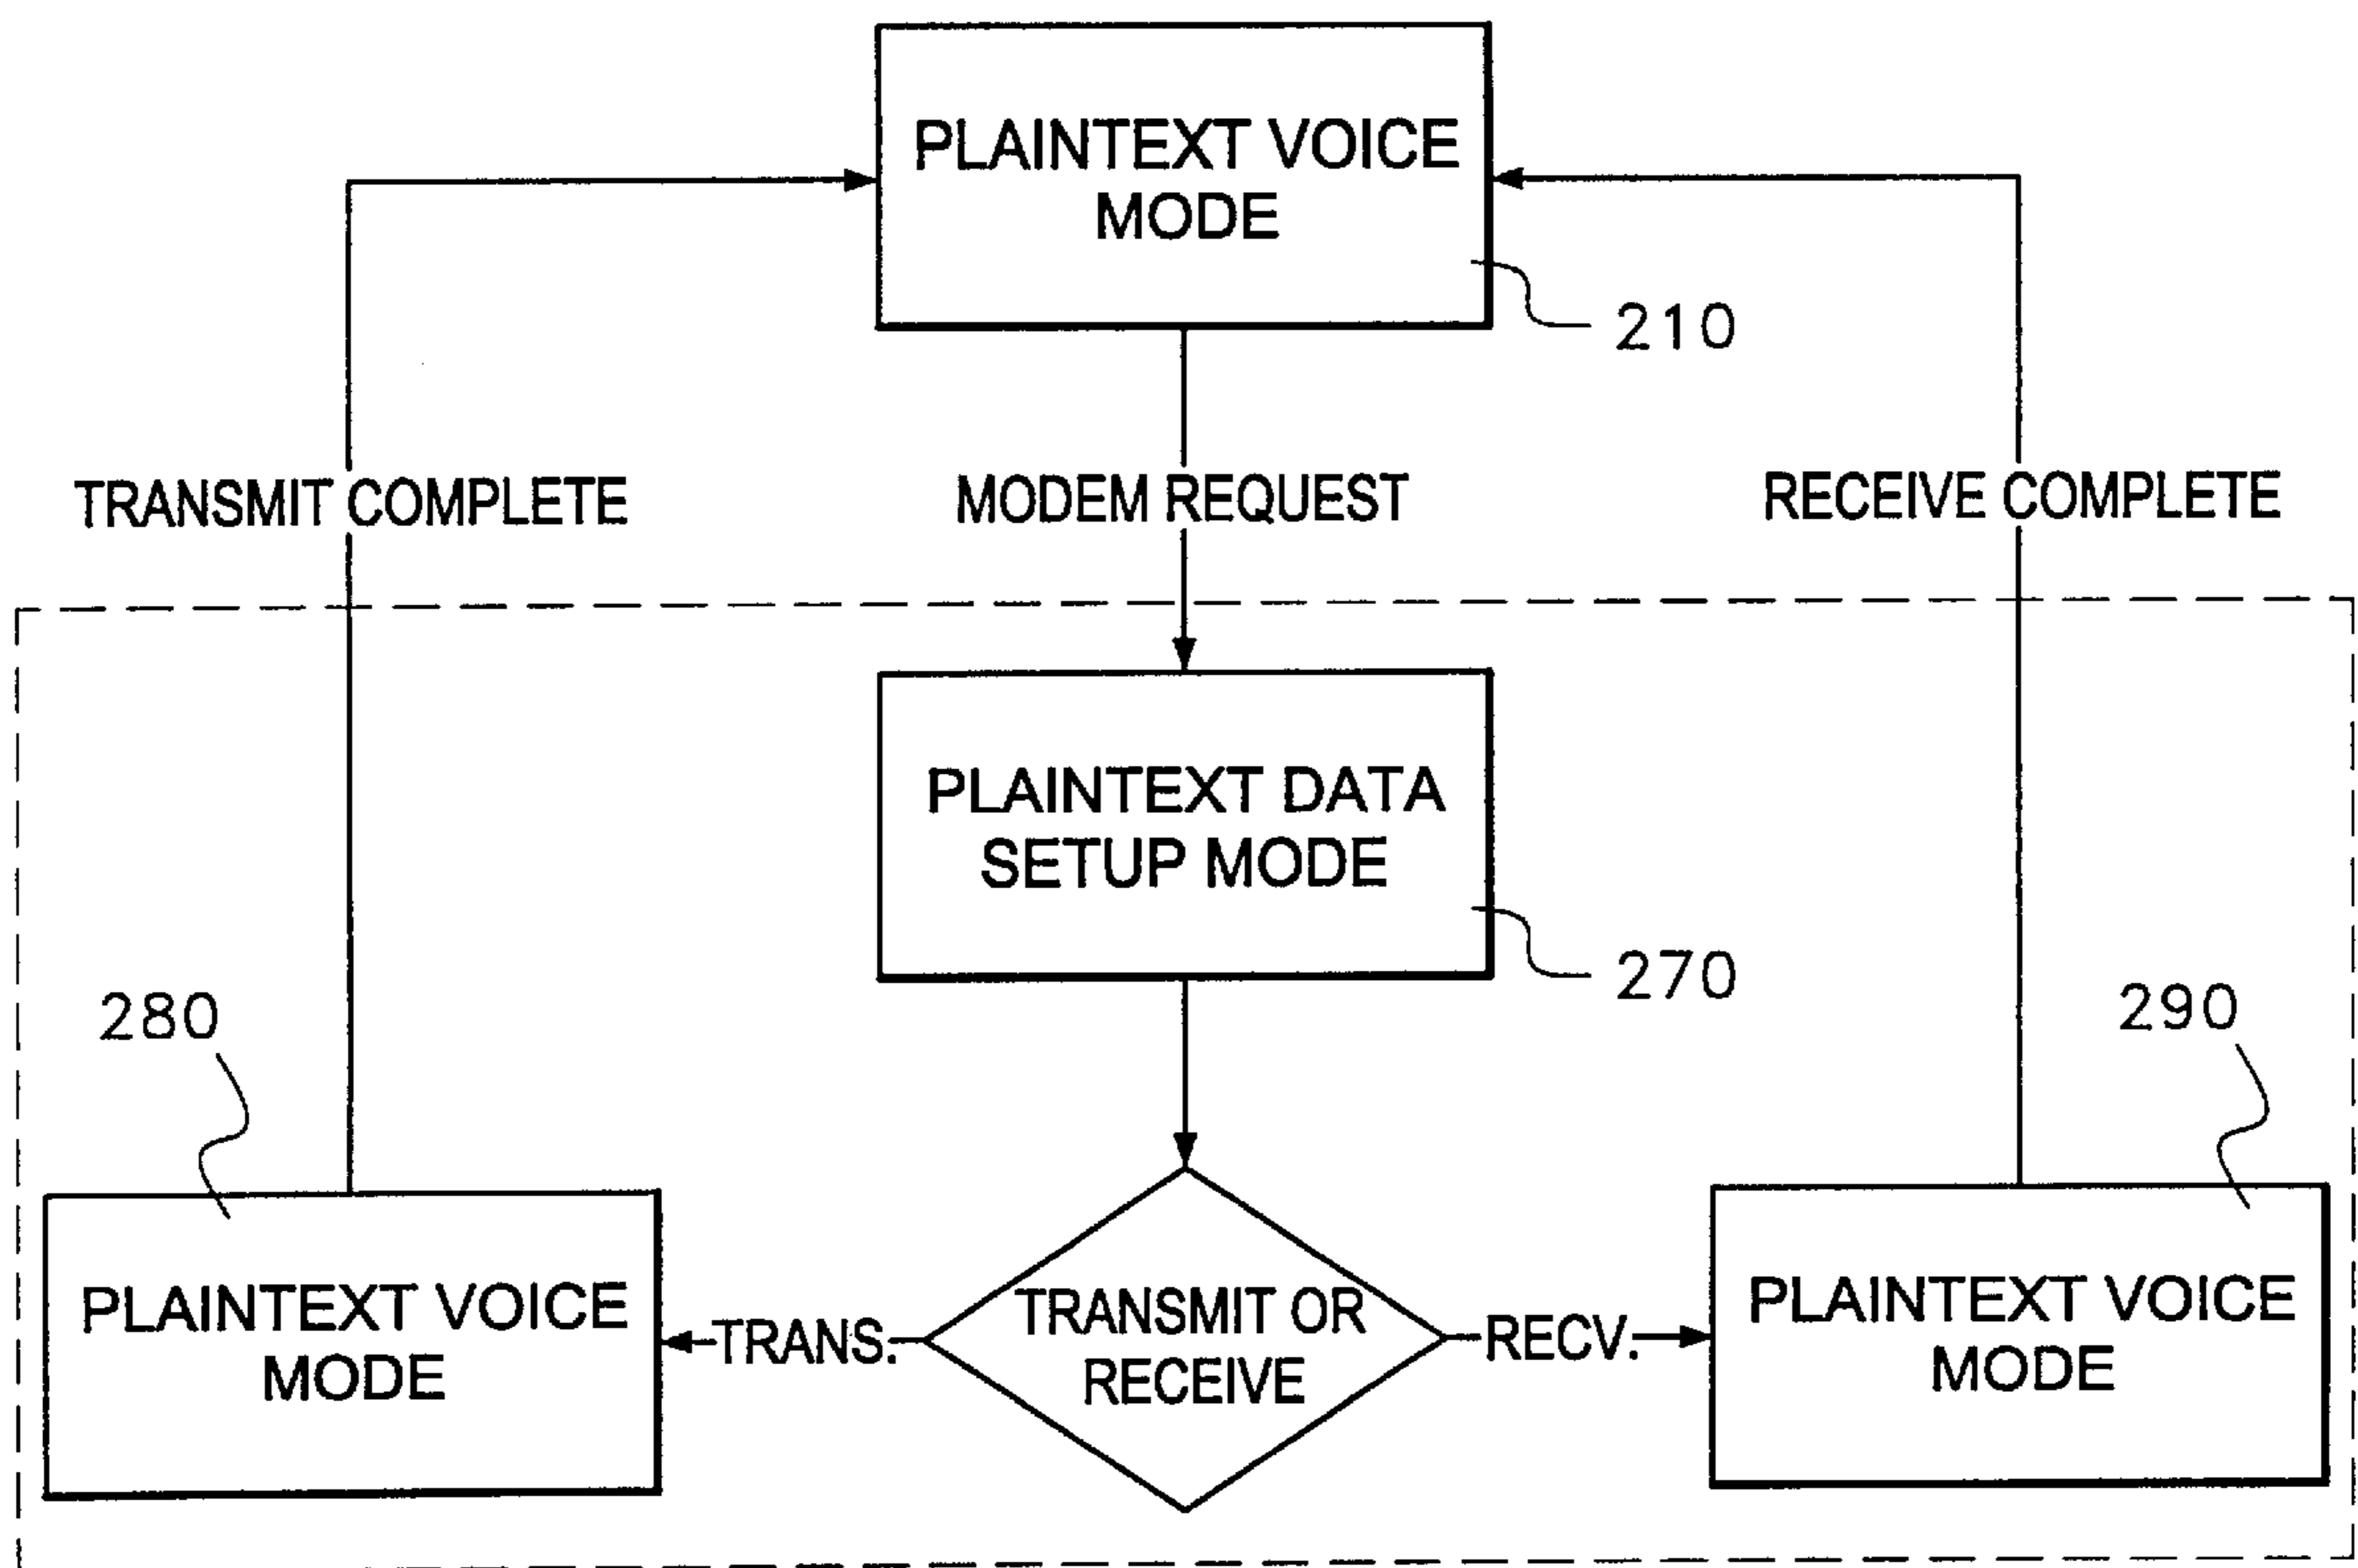 PLAINTEXT VOICE
MODE
210
TRANSMIT COMPLETE
MODEM REQUEST
RECEIVE COMPLETE
PLAINTEXT DATA
SETUP MODE
270
280
290
PLAINTEXT VOICE
MODE
TRANS.
TRANSMIT OR
RECEIVE
RECV.
PLAINTEXT VOICE
MODE